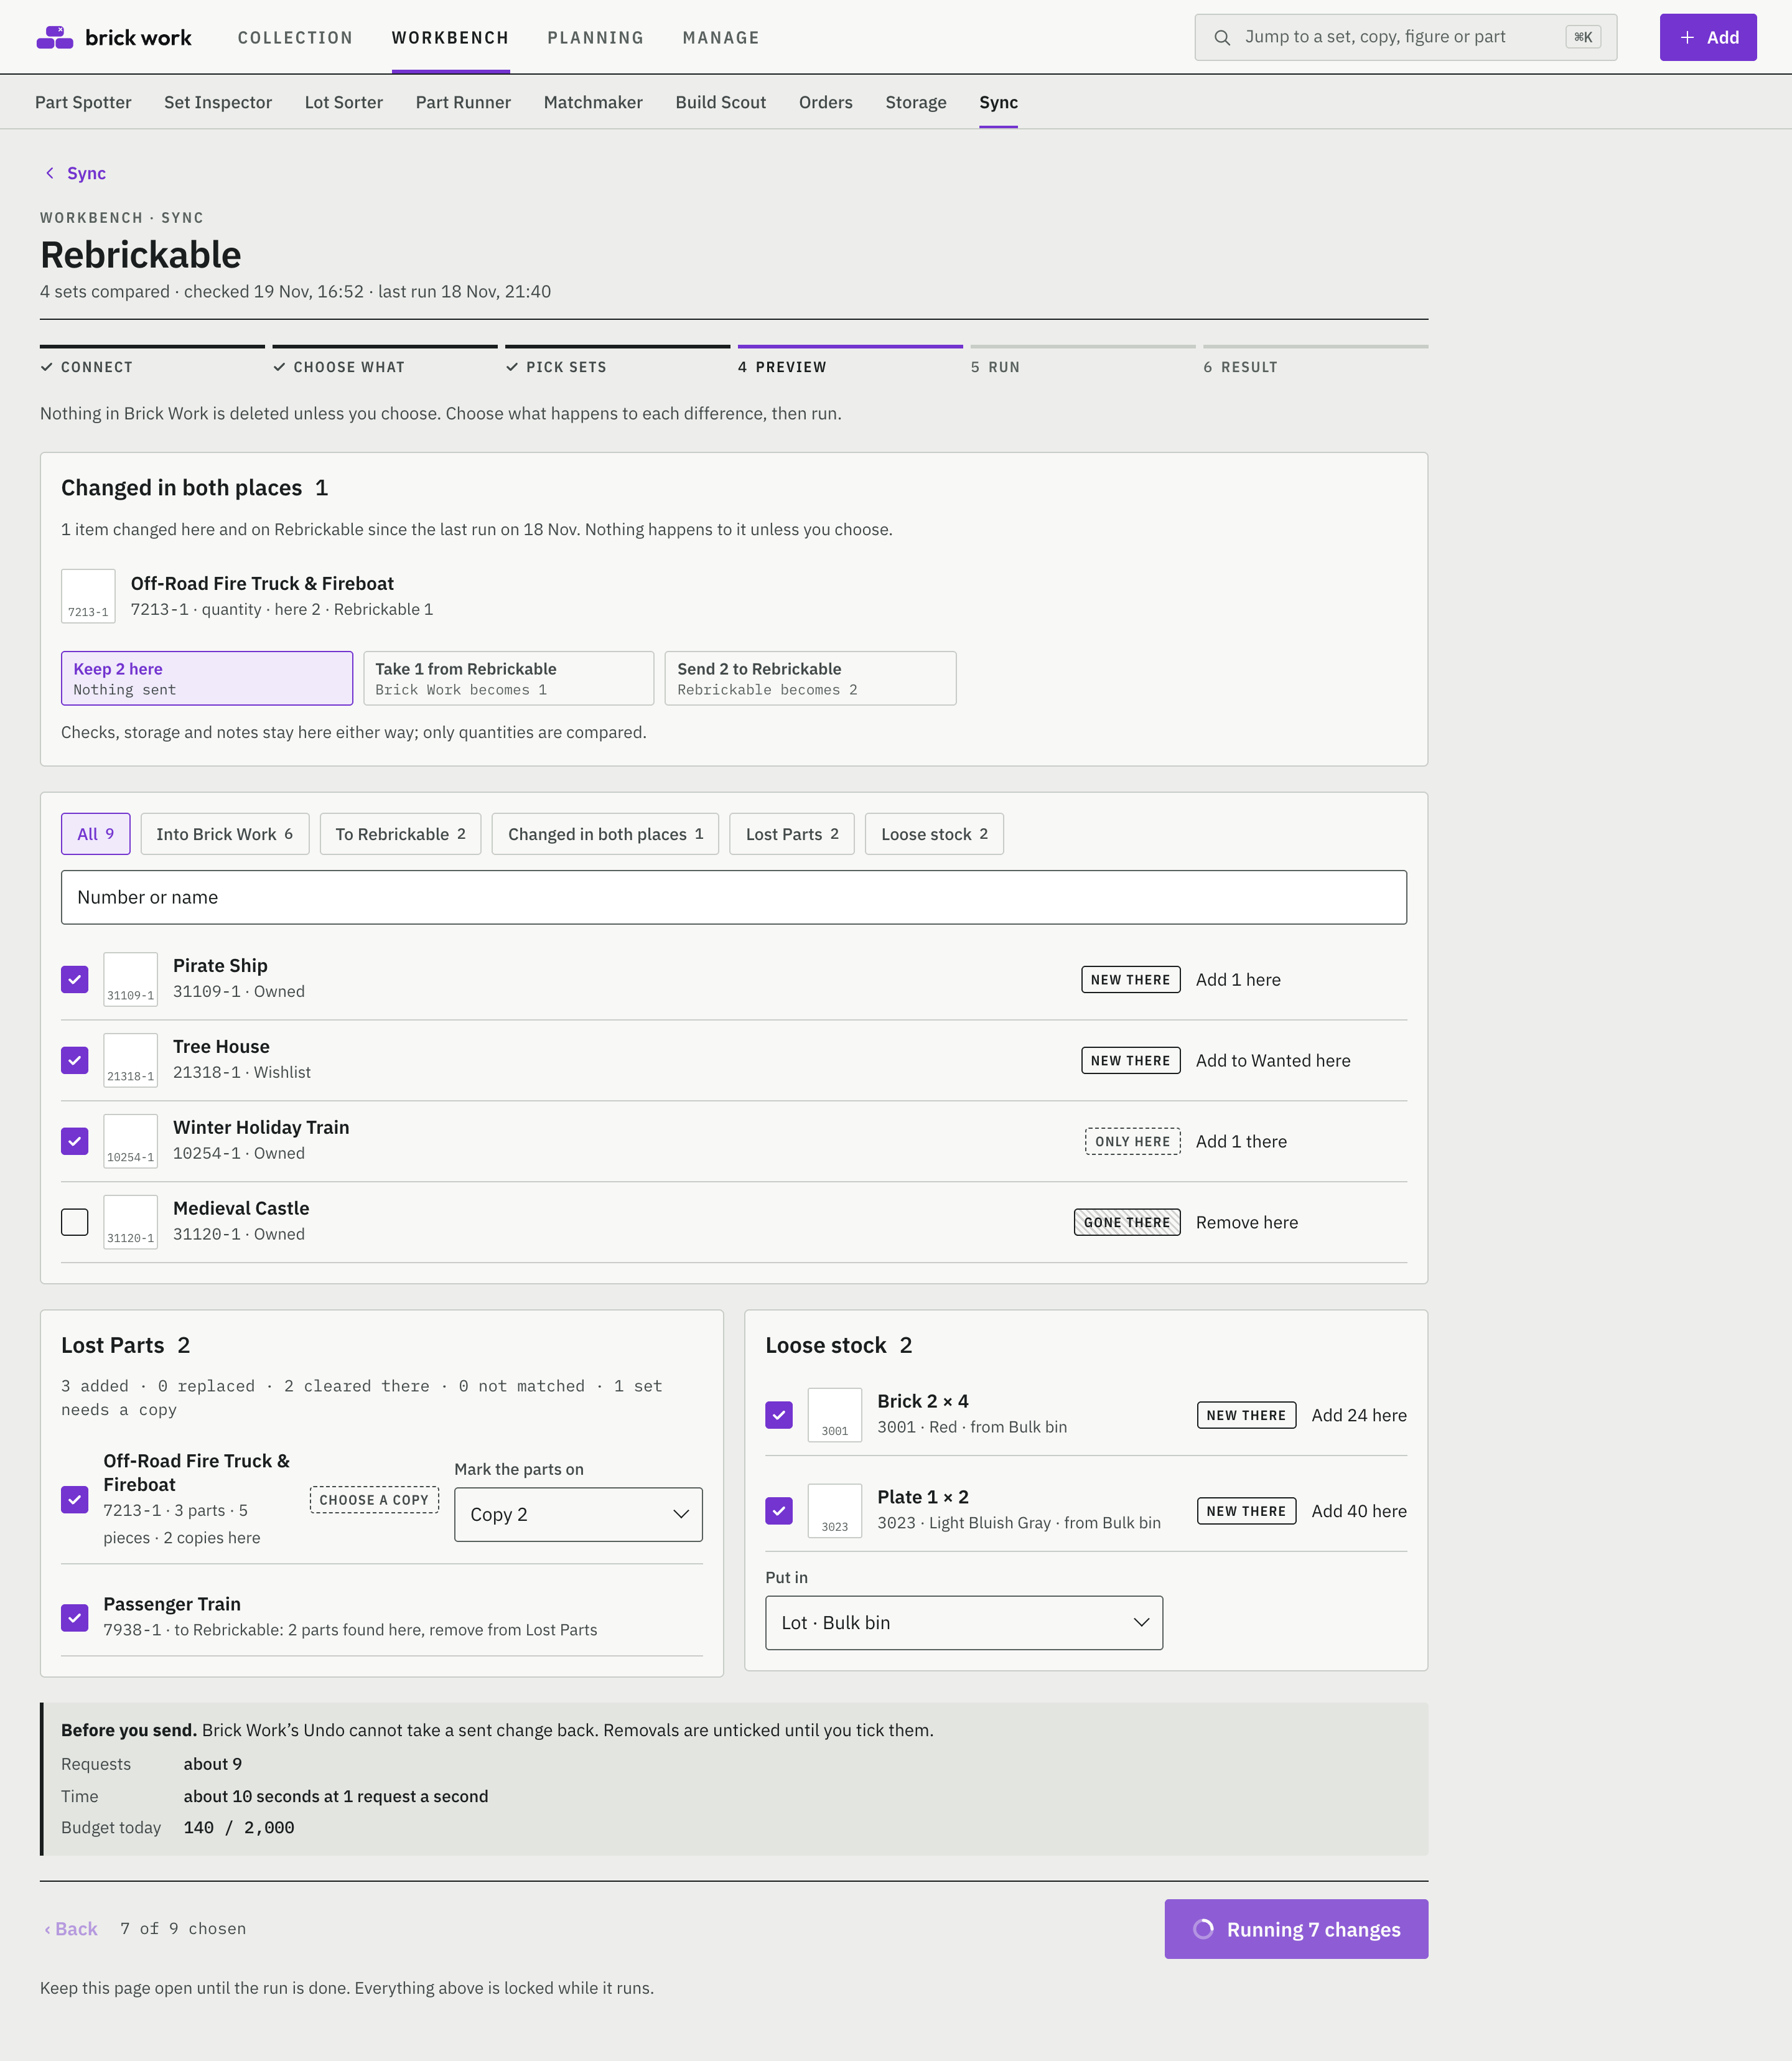 brick work
COLLECTION
WORKBENCH
PLANNING
MANAGE
Jump to a set, copy, figure or part
⌘K
+ Add
Part Spotter
Set Inspector
Lot Sorter
Part Runner
Matchmaker
Build Scout
Orders
Storage
Sync
‹ Sync
WORKBENCH · SYNC
Rebrickable
4 sets compared · checked 19 Nov, 16:52 · last run 18 Nov, 21:40
✓ CONNECT
✓ CHOOSE WHAT
✓ PICK SETS
4 PREVIEW
5 RUN
6 RESULT
Nothing in Brick Work is deleted unless you choose. Choose what happens to each difference, then run.
Changed in both places 1
1 item changed here and on Rebrickable since the last run on 18 Nov. Nothing happens to it unless you choose.
7213-1
Off-Road Fire Truck & Fireboat
7213-1 · quantity · here 2 · Rebrickable 1
Keep 2 here
Nothing sent
Take 1 from Rebrickable
Brick Work becomes 1
Send 2 to Rebrickable
Rebrickable becomes 2
Checks, storage and notes stay here either way; only quantities are compared.
All 9
Into Brick Work 6
To Rebrickable 2
Changed in both places 1
Lost Parts 2
Loose stock 2
Number or name
31109-1
Pirate Ship
31109-1 · Owned
NEW THERE
Add 1 here
21318-1
Tree House
21318-1 · Wishlist
NEW THERE
Add to Wanted here
10254-1
Winter Holiday Train
10254-1 · Owned
ONLY HERE
Add 1 there
31120-1
Medieval Castle
31120-1 · Owned
GONE THERE
Remove here
Lost Parts 2
3 added · 0 replaced · 2 cleared there · 0 not matched · 1 set
needs a copy
Off-Road Fire Truck &
Fireboat
7213-1 · 3 parts · 5
pieces · 2 copies here
CHOOSE A COPY
Mark the parts on
Copy 2
Passenger Train
7938-1 · to Rebrickable: 2 parts found here, remove from Lost Parts
Loose stock 2
3001
Brick 2 × 4
3001 · Red · from Bulk bin
NEW THERE
Add 24 here
3023
Plate 1 × 2
3023 · Light Bluish Gray · from Bulk bin
NEW THERE
Add 40 here
Put in
Lot · Bulk bin
Before you send. Brick Work’s Undo cannot take a sent change back. Removals are unticked until you tick them.
Requests about 9
Time about 10 seconds at 1 request a second
Budget today 140 / 2,000
‹ Back
7 of 9 chosen
Running 7 changes
Keep this page open until the run is done. Everything above is locked while it runs.